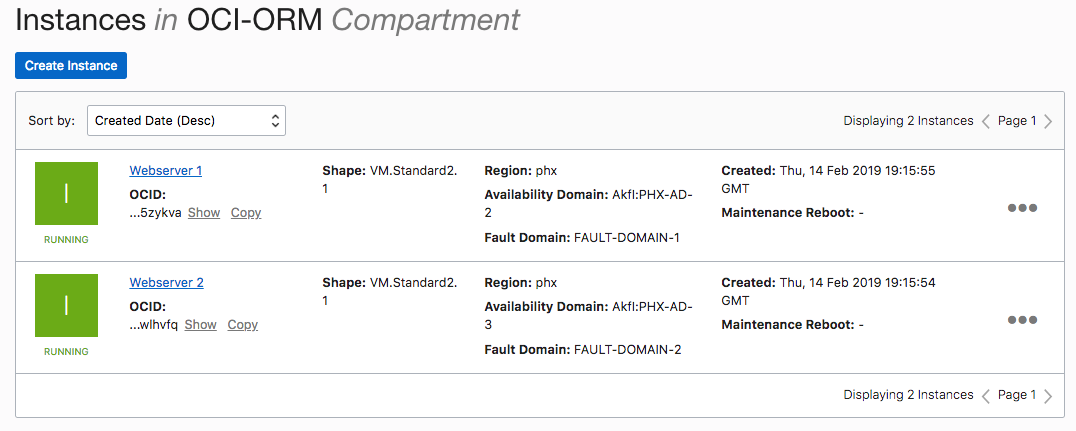 Instances in OCI-ORM Compartment
Create Instance
Sort by: Created Date (Desc) Displaying 2 Instances Page 1
I
RUNNING
Webserver 1
OCID:
...5zykva Show Copy
Shape: VM.Standard2.
1
Region: phx
Availability Domain: Akfl:PHX-AD-
2
Fault Domain: FAULT-DOMAIN-1
Created: Thu, 14 Feb 2019 19:15:55
GMT
Maintenance Reboot: -
I
RUNNING
Webserver 2
OCID:
...wlhvfq Show Copy
Shape: VM.Standard2.
1
Region: phx
Availability Domain: Akfl:PHX-AD-
3
Fault Domain: FAULT-DOMAIN-2
Created: Thu, 14 Feb 2019 19:15:54
GMT
Maintenance Reboot: -
Displaying 2 Instances Page 1